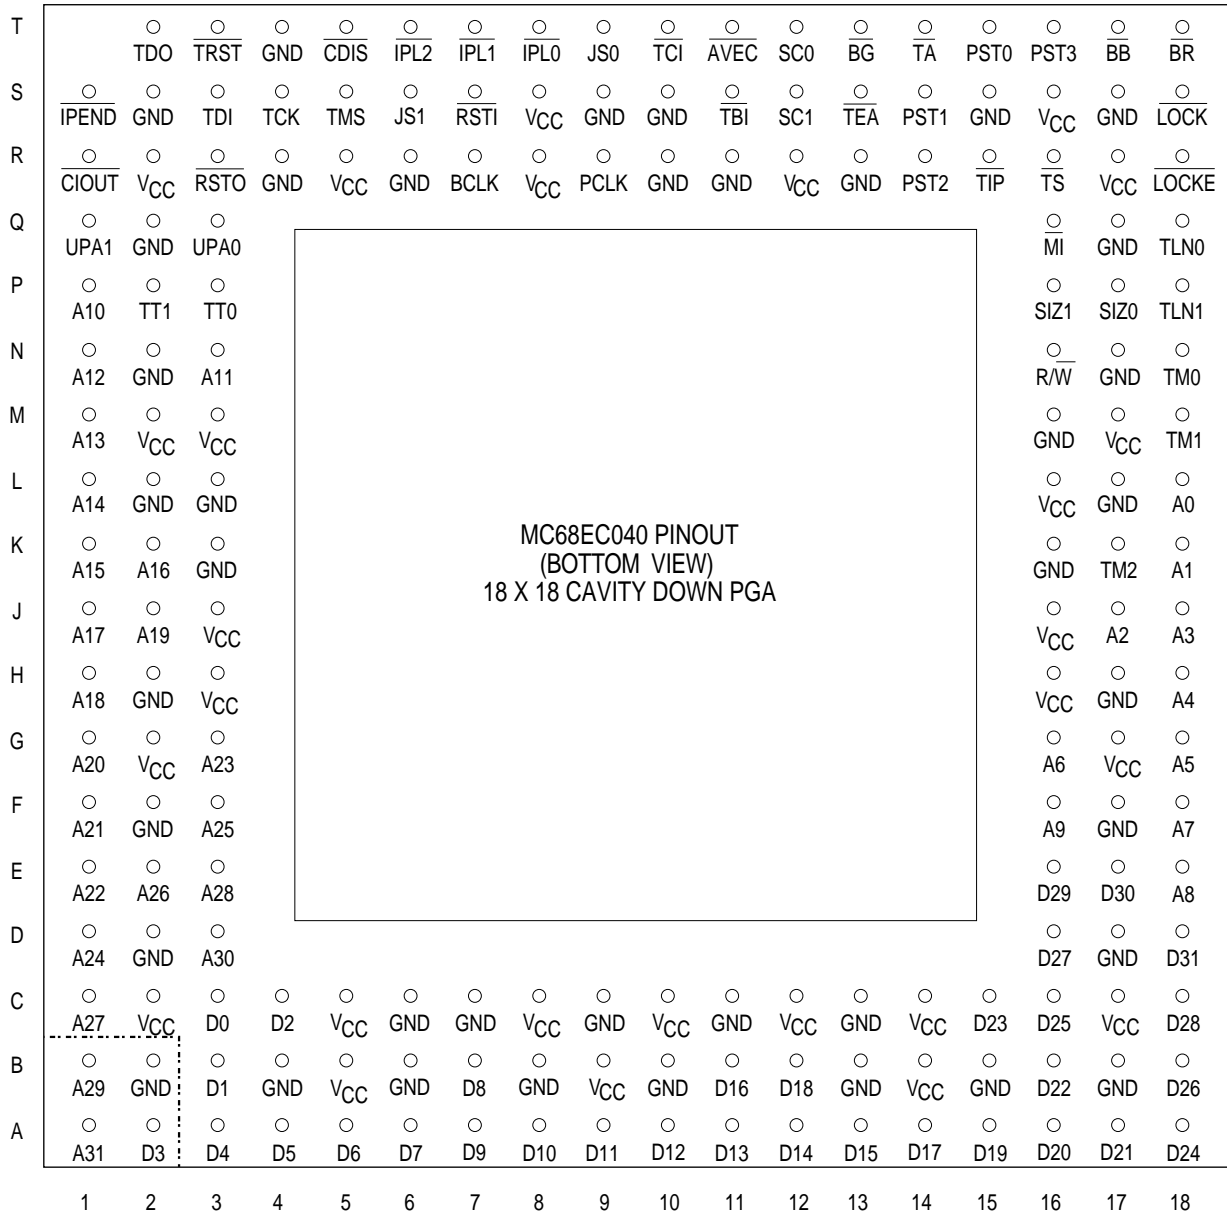 T
TDO TRST GND CDIS IPL2 IPL1 IPL0 JS0 TCI AVEC SC0 BG TA PST0 PST3 BB BR
S
IPEND GND TDI TCK TMS JS1 RSTI VCC GND GND TBI SC1 TEA PST1 GND VCC GND LOCK
R
CIOUT VCC RSTO GND VCC GND BCLK VCC PCLK GND GND VCC GND PST2 TIP TS VCC LOCKE
Q
UPA1 GND UPA0 MI GND TLN0
P
A10 TT1 TT0 SIZ1 SIZ0 TLN1
N
A12 GND A11 R/W GND TM0
M
A13 VCC VCC GND VCC TM1
L
A14 GND GND VCC GND A0
MC68EC040 PINOUT
K
(BOTTOM VIEW)
A15 A16 GND GND TM2 A1
18 X 18 CAVITY DOWN PGA
J
A17 A19 VCC VCC A2 A3
H
A18 GND VCC VCC GND A4
G
A20 VCC A23 A6 VCC A5
F
A21 GND A25 A9 GND A7
E
A22 A26 A28 D29 D30 A8
D
A24 GND A30 D27 GND D31
C
A27 VCC D0 D2 VCC GND GND VCC GND VCC GND VCC GND VCC D23 D25 VCC D28
B
A29 GND D1 GND VCC GND D8 GND VCC GND D16 D18 GND VCC GND D22 GND D26
A
A31 D3 D4 D5 D6 D7 D9 D10 D11 D12 D13 D14 D15 D17 D19 D20 D21 D24
1 2 3 4 5 6 7 8 9 10 11 12 13 14 15 16 17 18